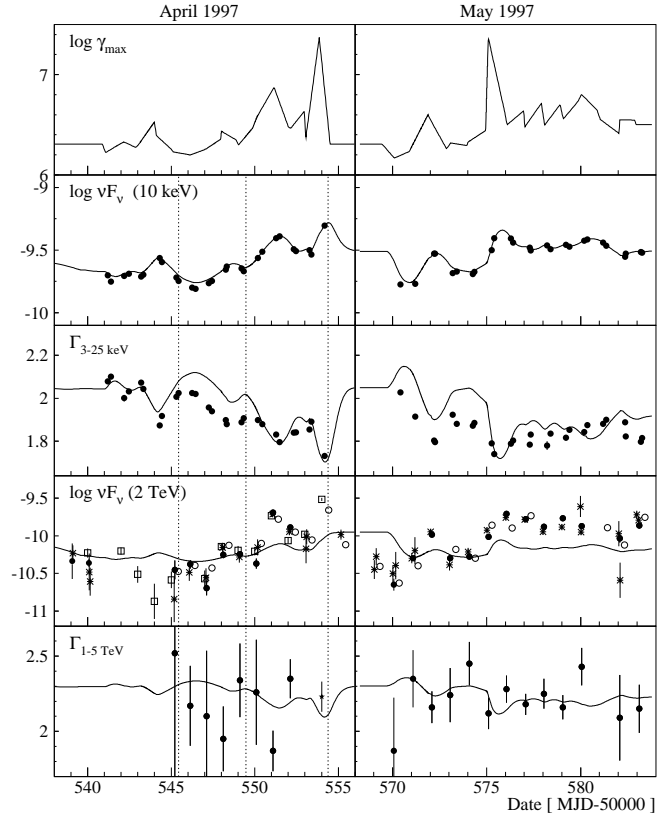 April 1997 May 1997
log γmax
7
6
log νFν (10 keV)
-9
-9.5
-10
Γ3-25 keV
2.2
2
1.8
log νFν (2 TeV)
-9.5
-10
-10.5
-11
Γ1-5 TeV
2.5
2
540 545 550 555 570 575 580
Date [ MJD-50000 ]